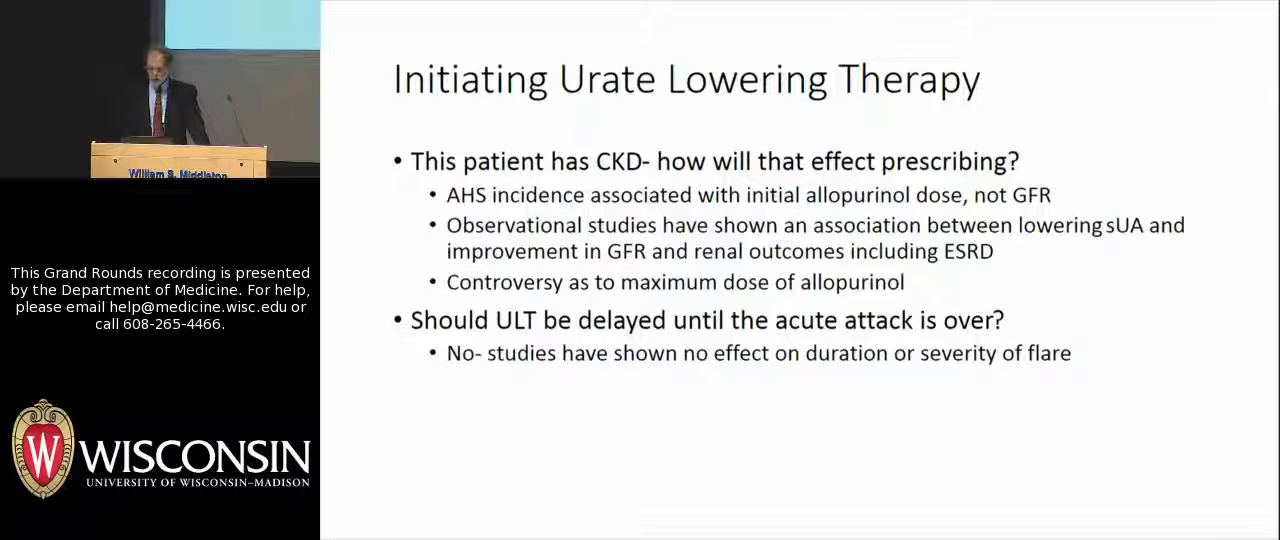 Initiating Urate Lowering Therapy
• This patient has CKD- how will that effect prescribing?
• AHS incidence associated with initial allopurinol dose, not GFR
• Observational studies have shown an association between lowering sUA and
improvement in GFR and renal outcomes including ESRD
• Controversy as to maximum dose of allopurinol
• Should ULT be delayed until the acute attack is over?
• No- studies have shown no effect on duration or severity of flare
William S. Middleton
This Grand Rounds recording is presented
by the Department of Medicine. For help,
please email help@medicine.wisc.edu or
call 608-265-4466.
W
WISCONSIN
UNIVERSITY OF WISCONSIN–MADISON